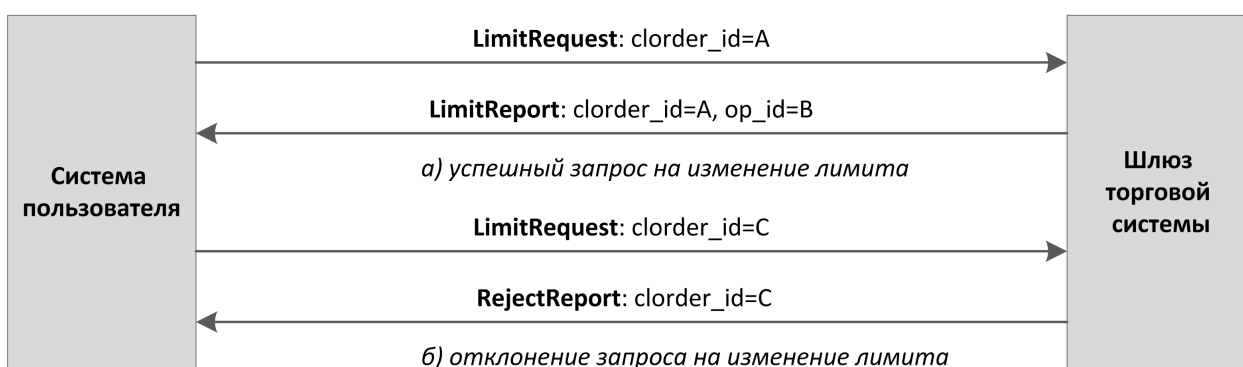 LimitRequest: clorder_id=A
LimitReport: clorder_id=A, op_id=B
а) успешный запрос на изменение лимита
Система
пользователя
Шлюз
торговой
системы
LimitRequest: clorder_id=C
RejectReport: clorder_id=C
б) отклонение запроса на изменение лимита